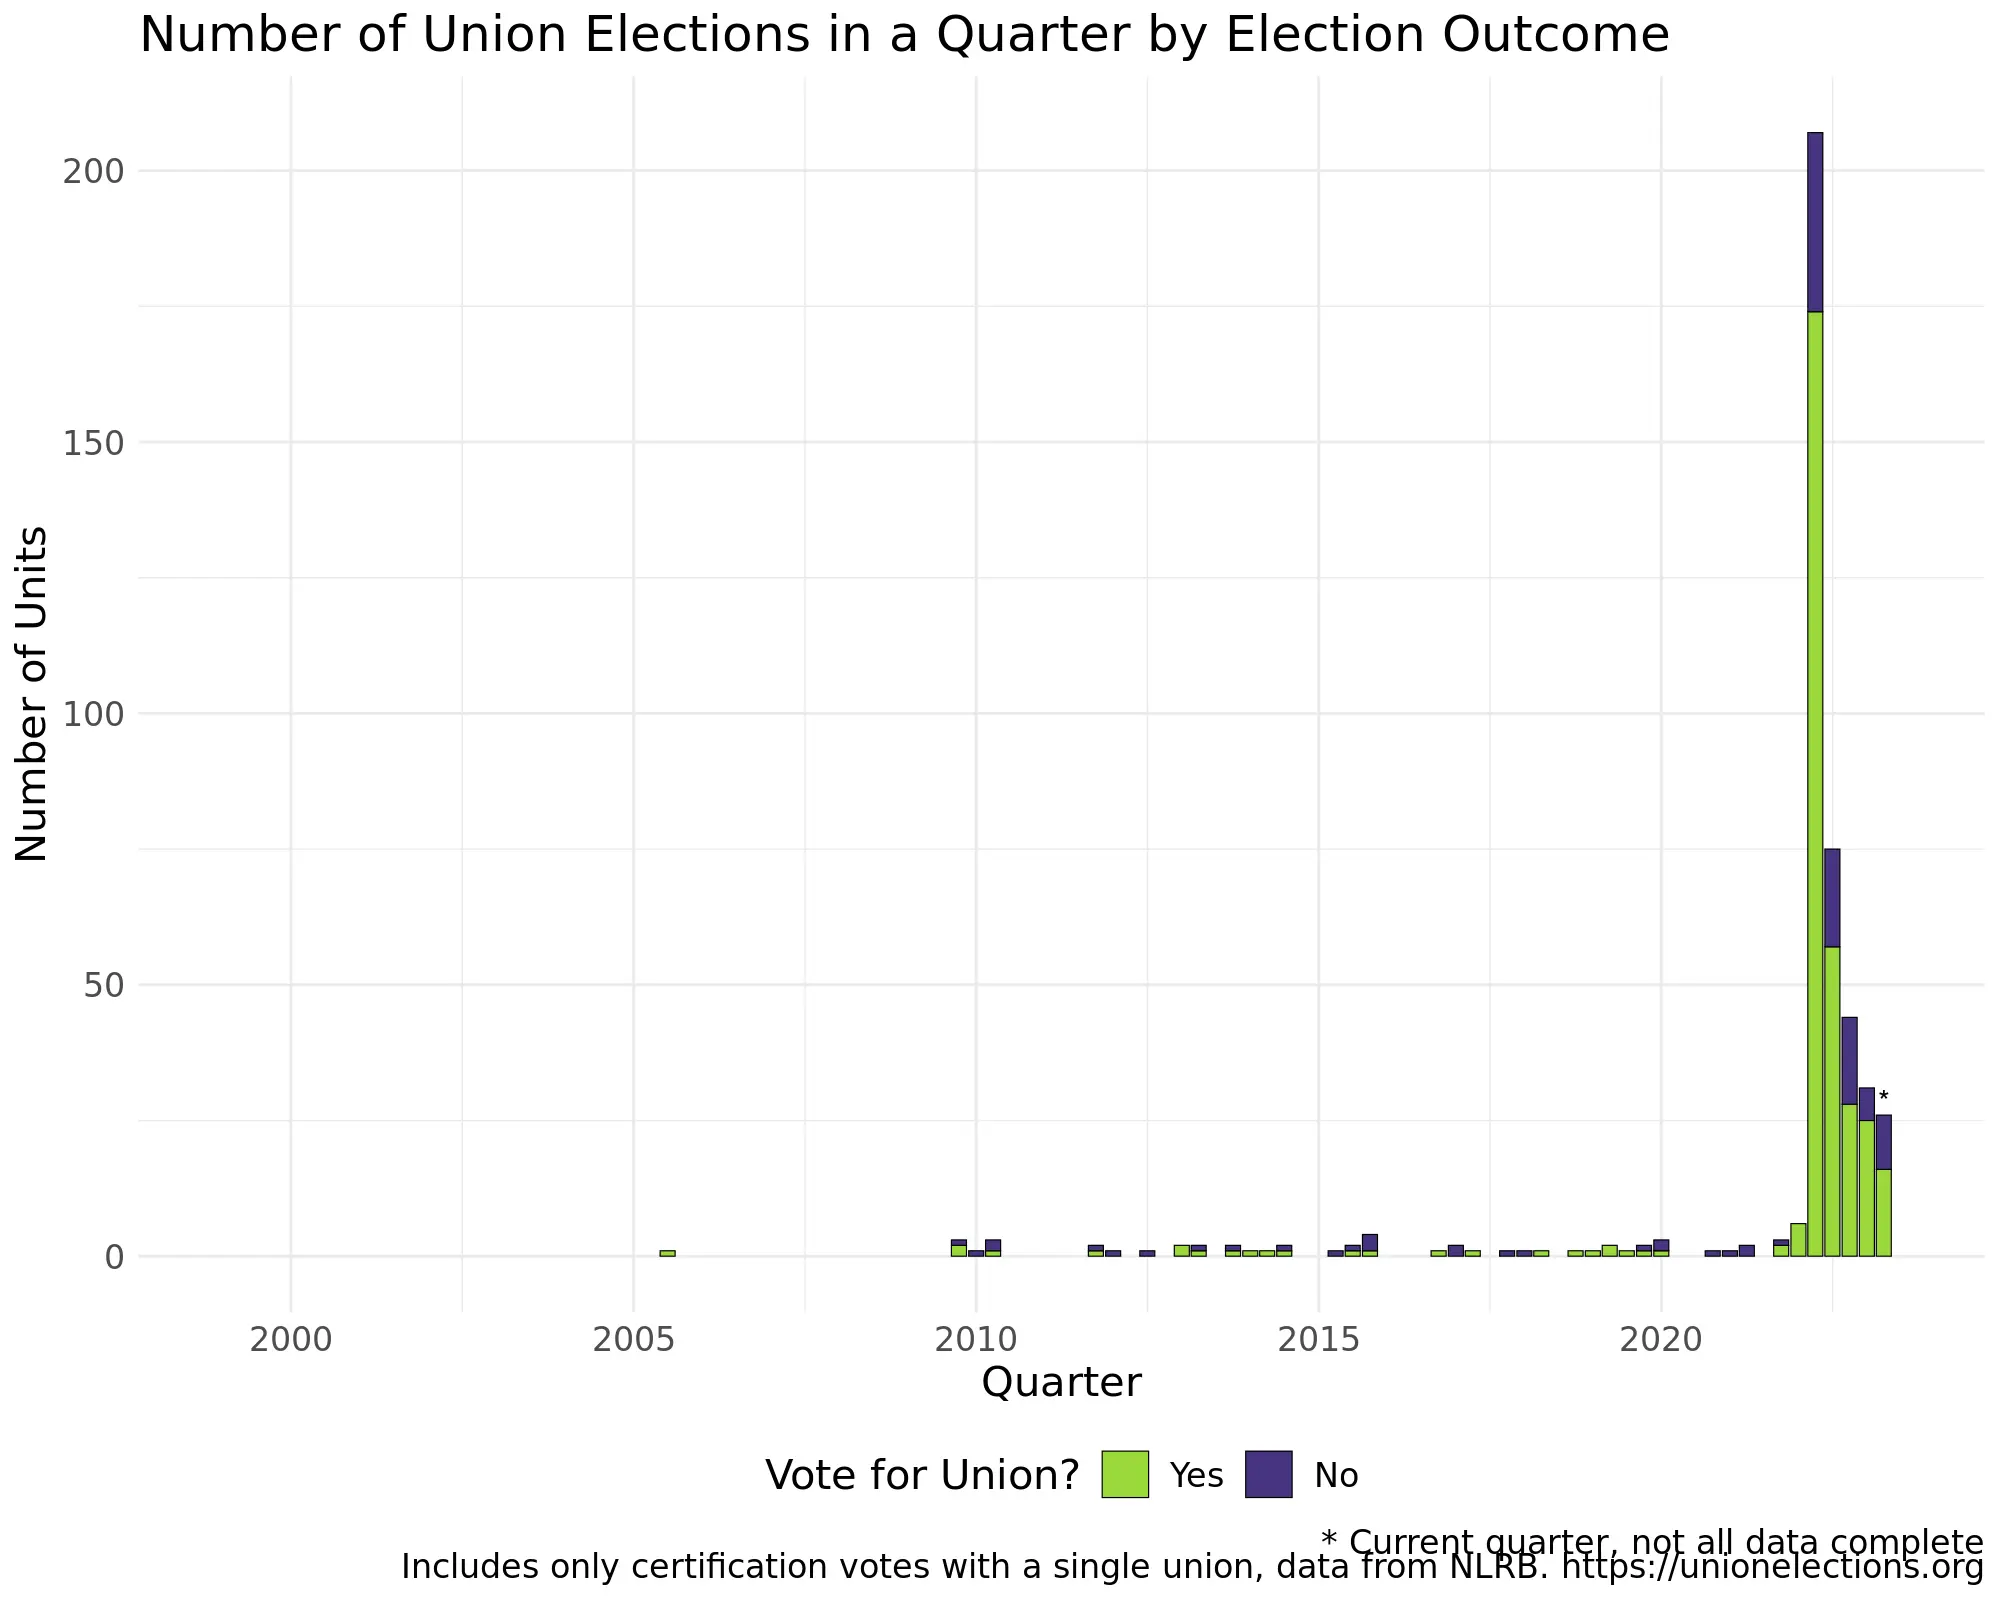 Number of Union Elections in a Quarter by Election Outcome
Number of Units
200
150
100
50
0
*
2000 2005 2010 2015 2020
Quarter
Vote for Union? Yes No
* Current quarter, not all data complete
Includes only certification votes with a single union, data from NLRB. https://unionelections.org